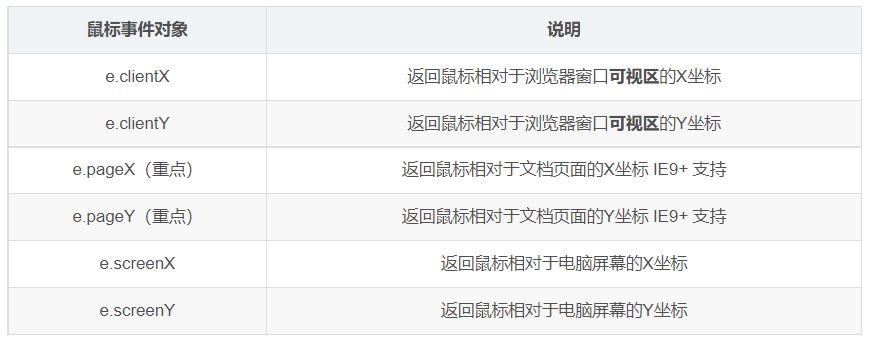 鼠标事件对象 说明
e.clientX 返回鼠标相对于浏览器窗口可视区的X坐标
e.clientY 返回鼠标相对于浏览器窗口可视区的Y坐标
e.pageX（重点） 返回鼠标相对于文档页面的X坐标 IE9+ 支持
e.pageY（重点） 返回鼠标相对于文档页面的Y坐标 IE9+ 支持
e.screenX 返回鼠标相对于电脑屏幕的X坐标
e.screenY 返回鼠标相对于电脑屏幕的Y坐标